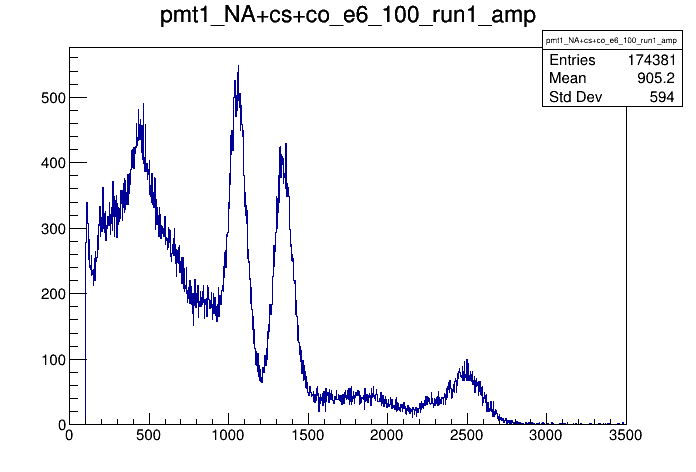 pmt1_NA+cs+co_e6_100_run1_amp
pmt1_NA+cs+co_e6_100_run1_amp
Entries 174381
Mean 905.2
Std Dev 594
500
400
300
200
100
0
0 500 1000 1500 2000 2500 3000 3500